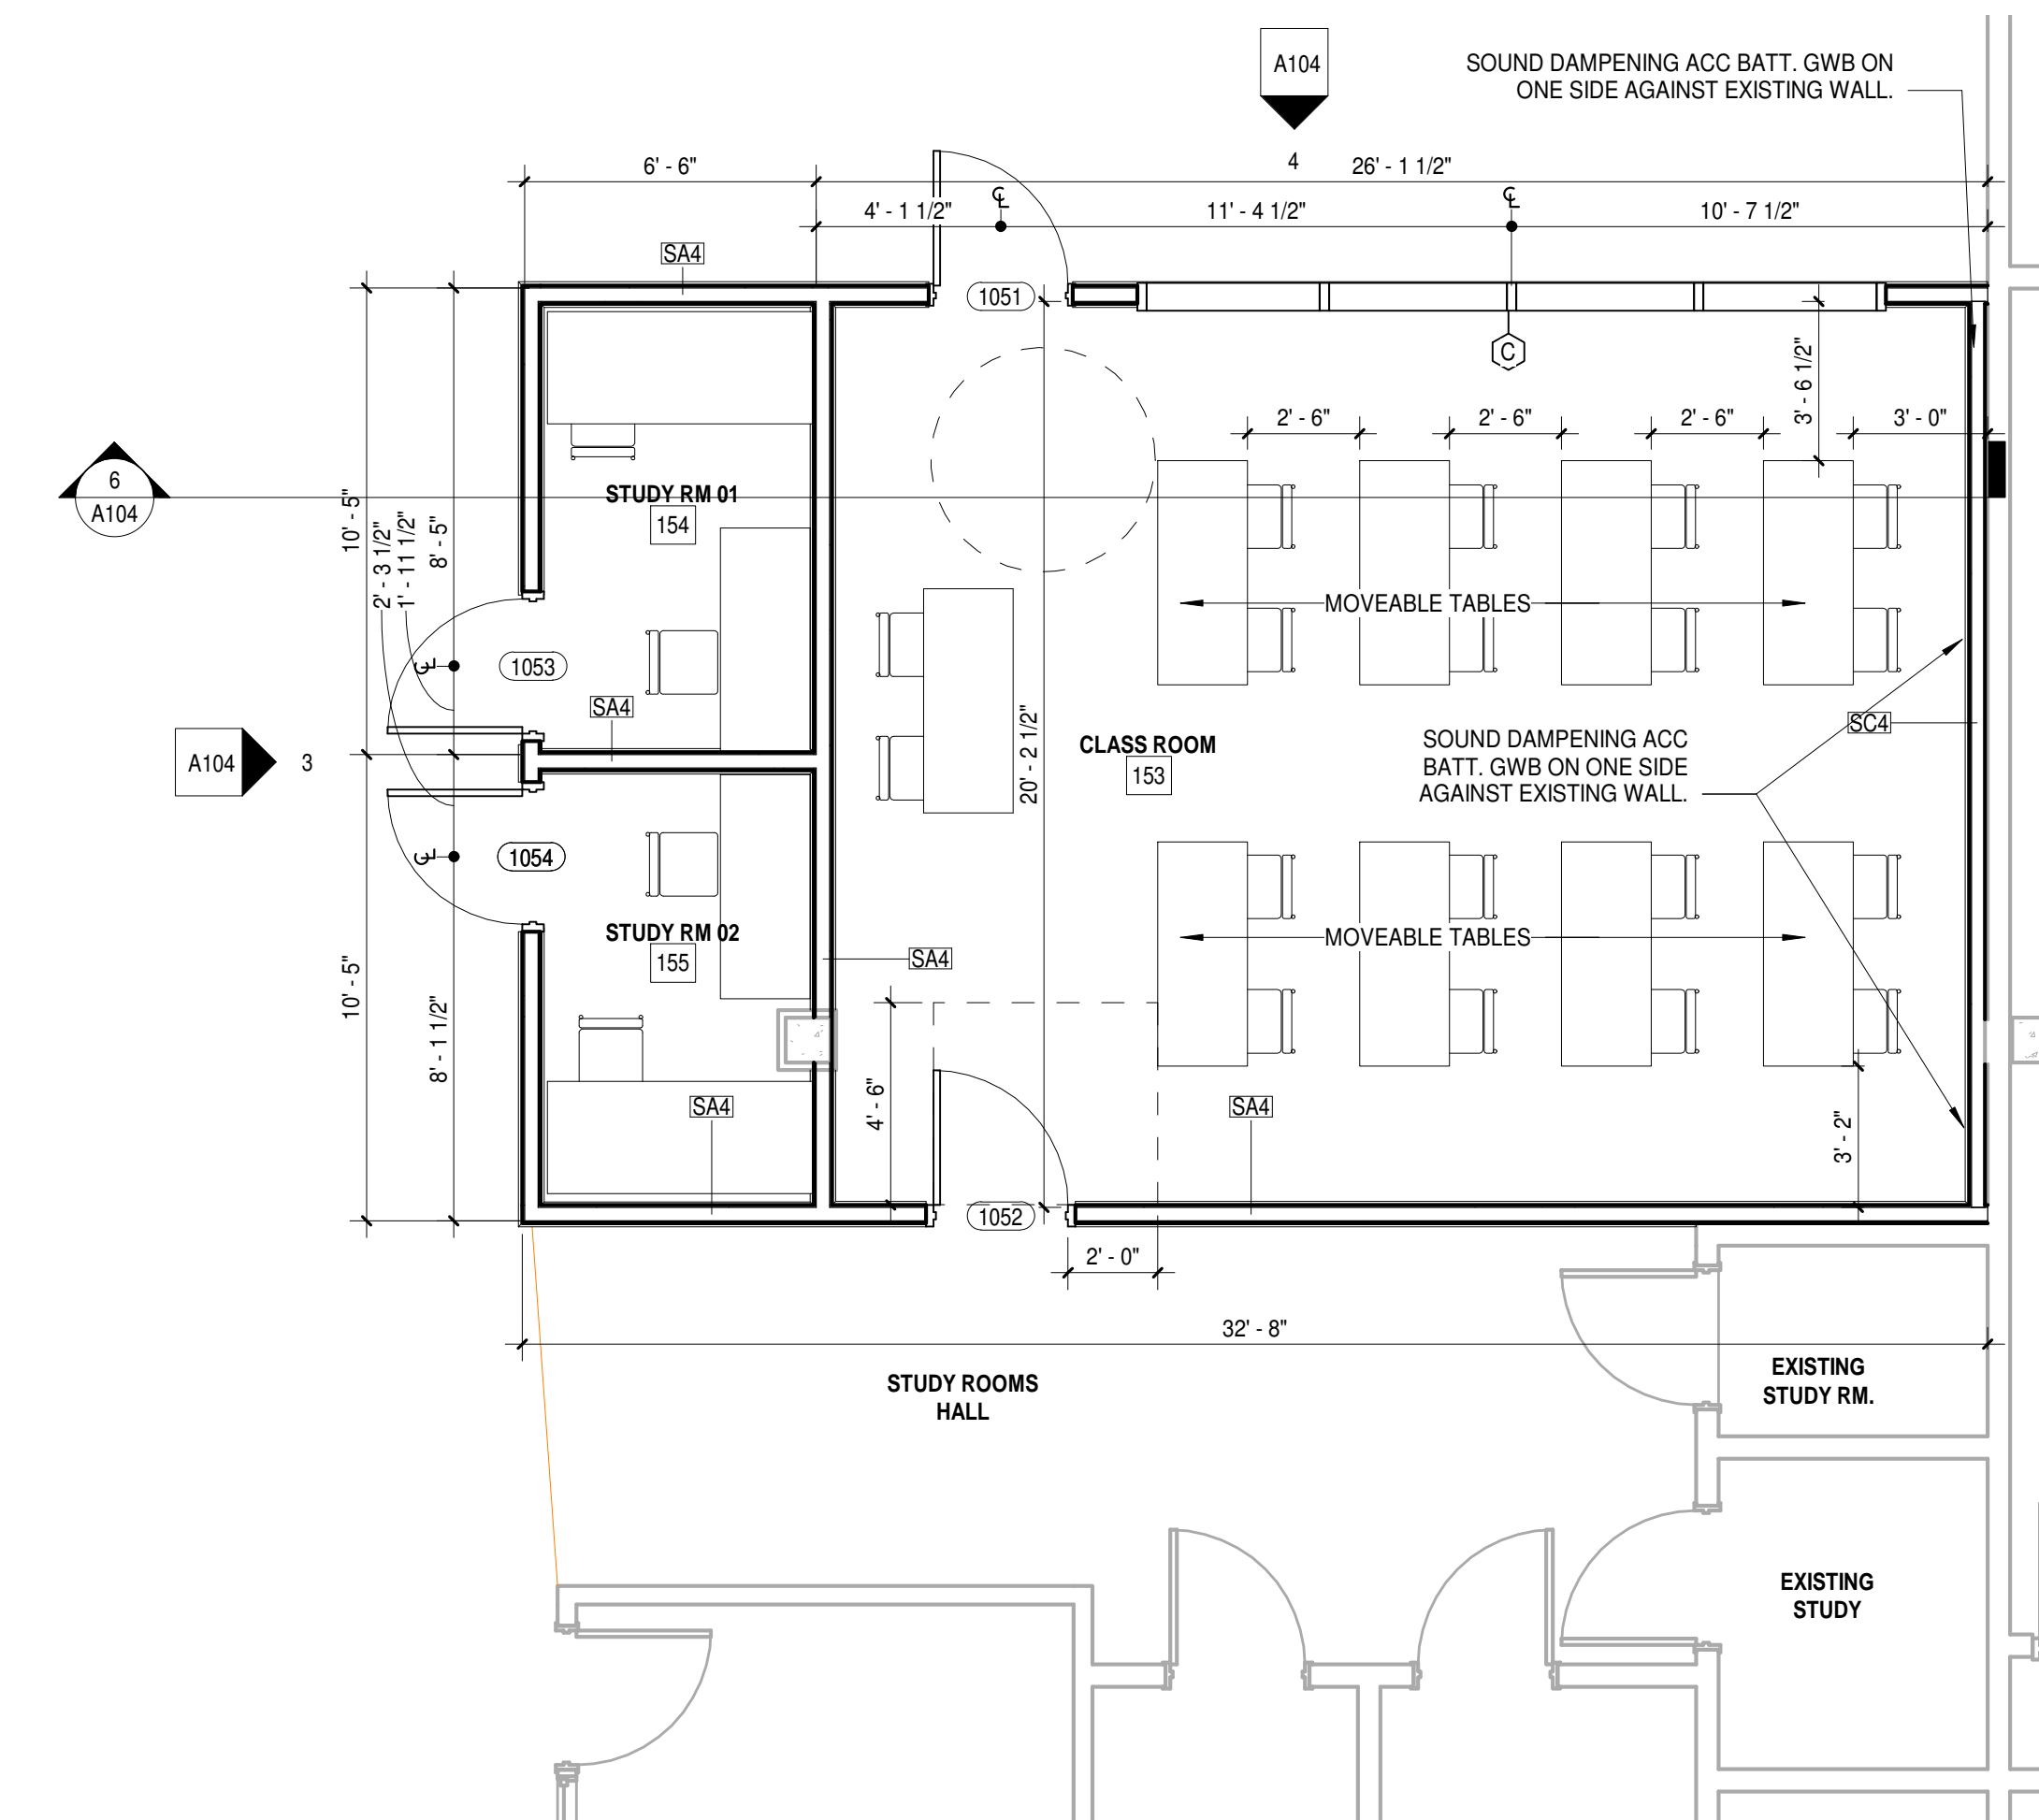 A104
4
SOUND DAMPENING ACC BATT. GWB ON
ONE SIDE AGAINST EXISTING WALL.
6' - 6"
26' - 1 1/2"
4' - 1 1/2"
℄
11' - 4 1/2"
℄
10' - 7 1/2"
SA4
1051
C
3' - 6 1/2"
2' - 6"
2' - 6"
2' - 6"
3' - 0"
6
A104
10' - 5"
2' - 3 1/2"
1' - 11 1/2"
8' - 5"
STUDY RM 01
154
MOVEABLE TABLES
℄
1053
SA4
A104
3
20' - 2 1/2"
CLASS ROOM
153
SC4
SOUND DAMPENING ACC
BATT. GWB ON ONE SIDE
AGAINST EXISTING WALL.
℄
1054
STUDY RM 02
155
SA4
MOVEABLE TABLES
10' - 5"
8' - 1 1/2"
SA4
4' - 6"
SA4
3' - 2"
1052
2' - 0"
32' - 8"
STUDY ROOMS
HALL
EXISTING
STUDY RM.
EXISTING
STUDY